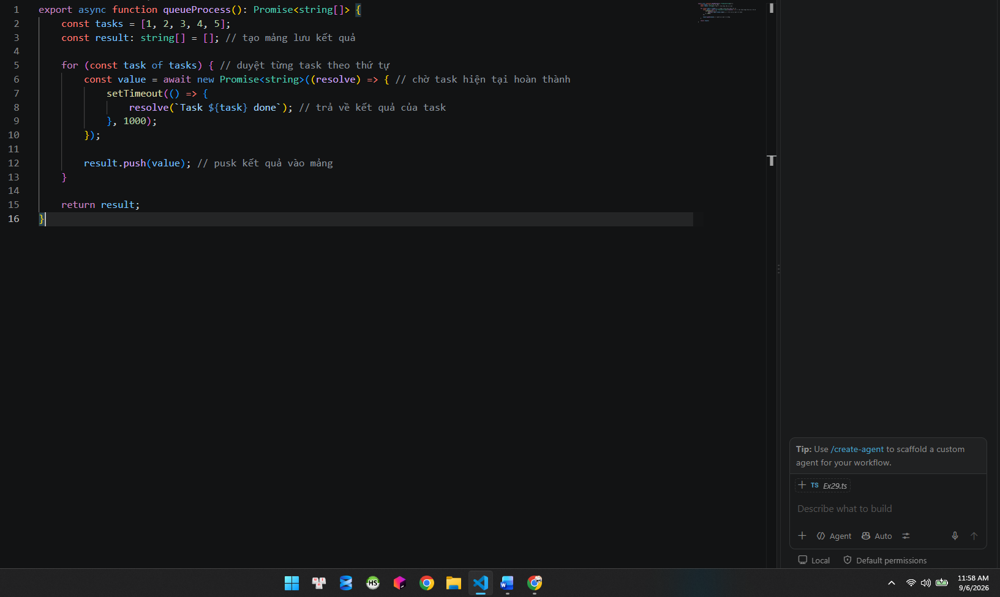 1 export async function queueProcess(): Promise<string[]> {
2 const tasks = [1, 2, 3, 4, 5];
3 const result: string[] = []; // tạo mảng lưu kết quả
4
5 for (const task of tasks) { // duyệt từng task theo thứ tự
6 const value = await new Promise<string>((resolve) => { // chờ task hiện tại hoàn thành
7 setTimeout(() => {
8 resolve(`Task ${task} done`); // trả về kết quả của task
9 }, 1000);
10 });
11
12 result.push(value); // pusk kết quả vào mảng
13 }
14
15 return result;
16 }
T
Tip: Use /create-agent to scaffold a custom
agent for your workflow.
TS Ex29.ts
Describe what to build
Agent Auto
Local Default permissions
HS
W
11:58 AM
9/6/2026